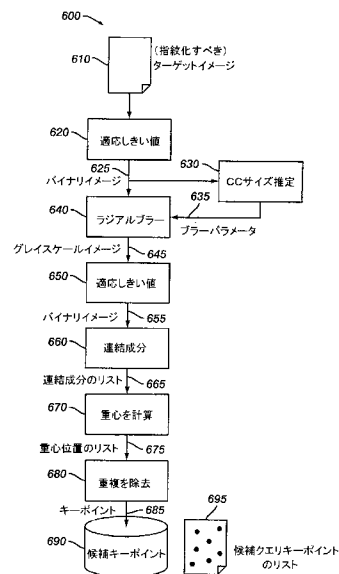 600
610
(指紋化すべき)
ターゲットイメージ
620
適応しきい値
625
バイナリイメージ
630
CCサイズ推定
635
ブラーパラメータ
640
ラジアルブラー
グレイスケールイメージ
645
650
適応しきい値
バイナリイメージ
655
660
連結成分
連結成分のリスト
665
670
重心を計算
重心位置のリスト
675
680
重複を除去
キーポイント
685
690
候補キーポイント
695
候補クエリキーポイント
のリスト